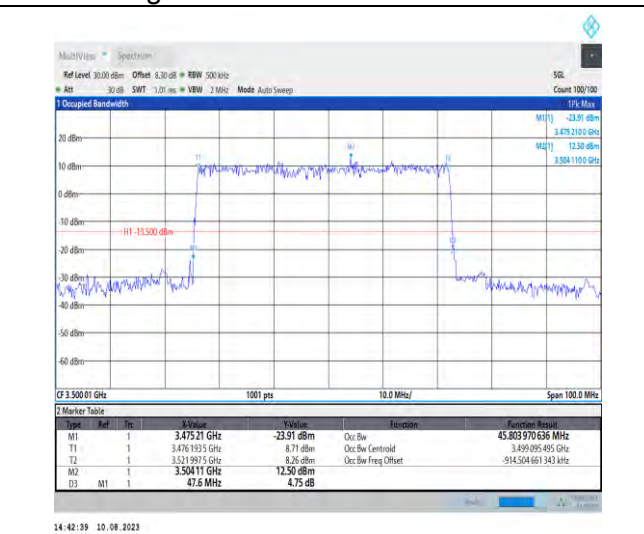 MultiView Spectrum
Ref Level 30.00 dBm Offset 8.30 dB RBW 500 kHz SGL
Att 30 dB SWT 1.01 ms VBW 2 MHz Mode Auto Sweep Count 100/100
1 Occupied Bandwidth 1Pk Max
M1[1] -23.91 dBm
3.475 210 0 GHz
M2[1] 12.50 dBm
3.504 110 0 GHz
20 dBm
10 dBm
0 dBm
-10 dBm
H1 -13.500 dBm
-20 dBm
-30 dBm
-40 dBm
-50 dBm
-60 dBm
T1
M2
T2
M1
D3
CF 3.500 01 GHz 1001 pts 10.0 MHz/ Span 100.0 MHz
2 Marker Table
Type Ref Trc X-Value Y-Value Function Function Result
M1 1 3.475 21 GHz -23.91 dBm Occ Bw 45.803 970 636 MHz
T1 1 3.476 193 5 GHz 8.71 dBm Occ Bw Centroid 3.499 095 495 GHz
T2 1 3.521 997 5 GHz 8.26 dBm Occ Bw Freq Offset -914.504 661 343 kHz
M2 1 3.504 11 GHz 12.50 dBm
D3 M1 1 47.6 MHz 4.75 dB
14:42:39 10.08.2023